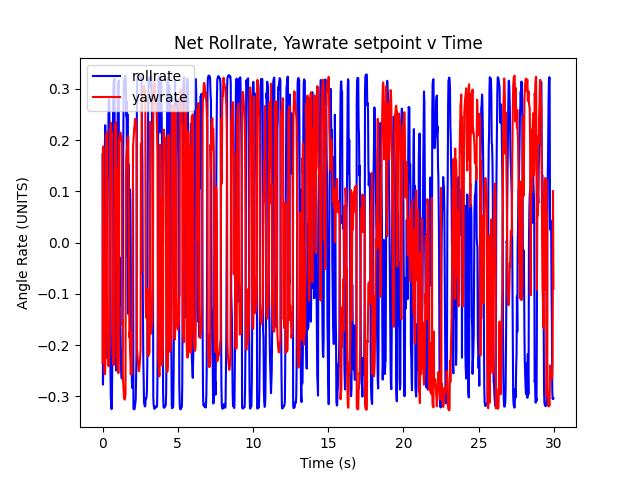 Net Rollrate, Yawrate setpoint v Time
rollrate
yawrate
Angle Rate (UNITS)
0.3
0.2
0.1
0.0
−0.1
−0.2
−0.3
0 5 10 15 20 25 30
Time (s)